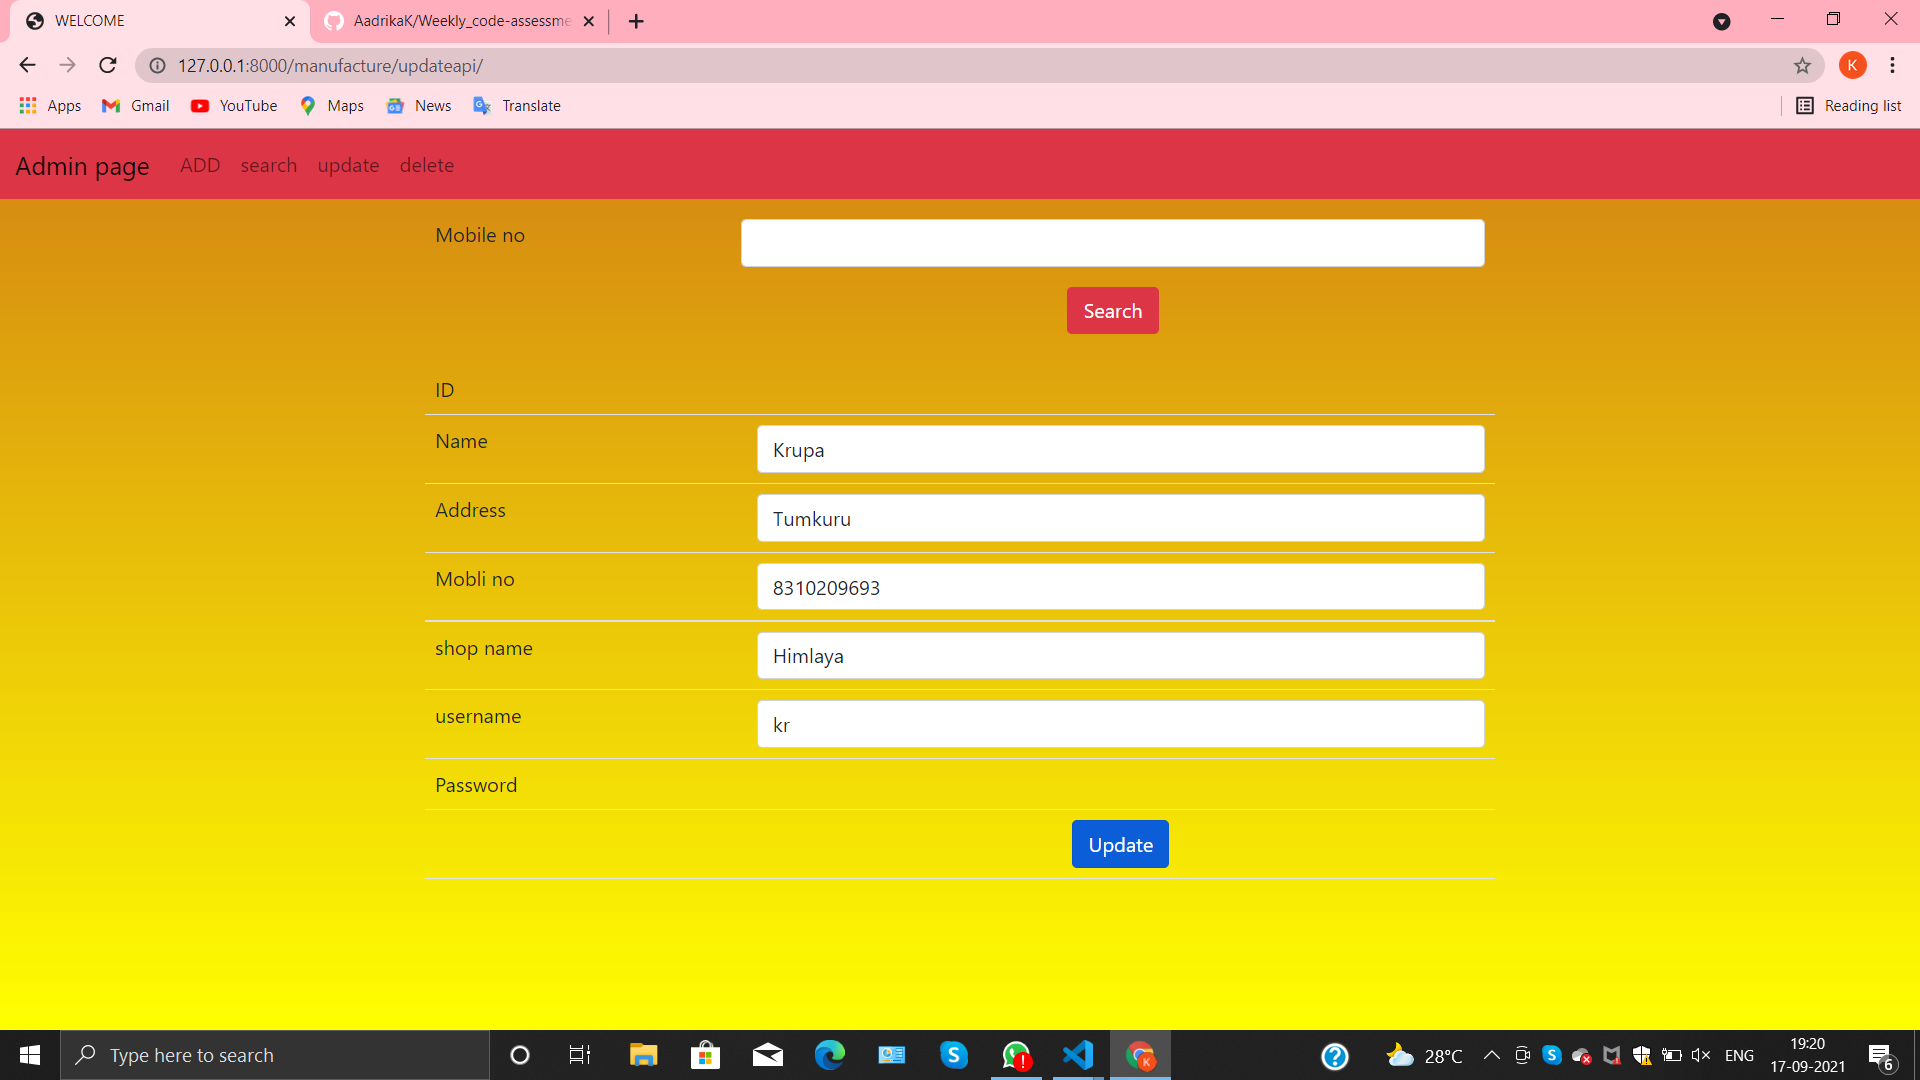 WELCOME
AadrikaK/Weekly_code-assessme
127.0.0.1:8000/manufacture/updateapi/
K
Apps
Gmail
YouTube
Maps
News
Translate
Reading list
Admin page
ADD
search
update
delete
Mobile no
Search
ID
Name
Krupa
Address
Tumkuru
Mobli no
8310209693
shop name
Himlaya
username
kr
Password
Update
Type here to search
28°C
ENG
19:20
17-09-2021
6